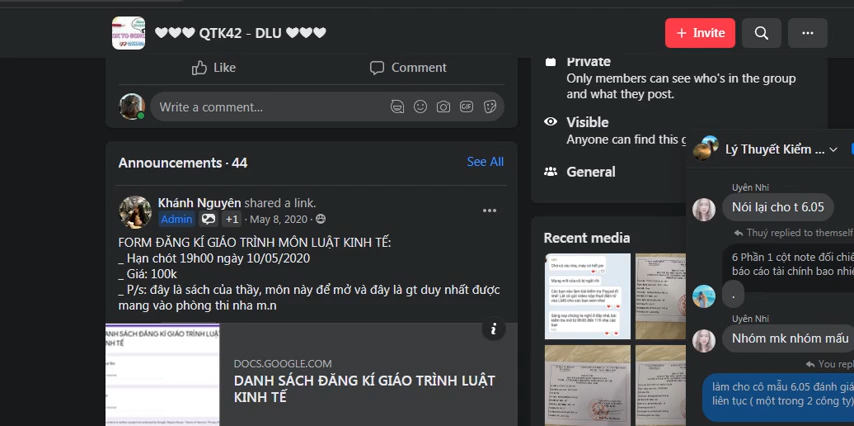 QTK42 - DLU
+ Invite
Like
Comment
Write a comment...
Announcements · 44
See All
Khánh Nguyên shared a link.
Admin +1 · May 8, 2020 ·
FORM ĐĂNG KÍ GIÁO TRÌNH MÔN LUẬT KINH TẾ:
_ Hạn chót 19h00 ngày 10/05/2020
_ Giá: 100k
_ P/s: đây là sách của thầy, môn này đề mở và đây là gt duy nhất được
mang vào phòng thi nha m.n
DANH SÁCH ĐĂNG KÍ GIÁO TRÌNH LUẬT
KINH TẾ
DOCS.GOOGLE.COM
DANH SÁCH ĐĂNG KÍ GIÁO TRÌNH LUẬT
KINH TẾ
Private
Only members can see who's in the group
and what they post.
Visible
Anyone can find this g
General
Recent media
Lý Thuyết Kiểm ...
Uyên Nhi
Nói lại cho t 6.05
Thuý replied to themself
6 Phần 1 cột note đối chiế
báo cáo tài chính bao nhiê
.
Uyên Nhi
Nhóm mk nhóm mấu
You repl
làm cho cô mẫu 6.05 đánh giá
liên tục ( một trong 2 công ty)